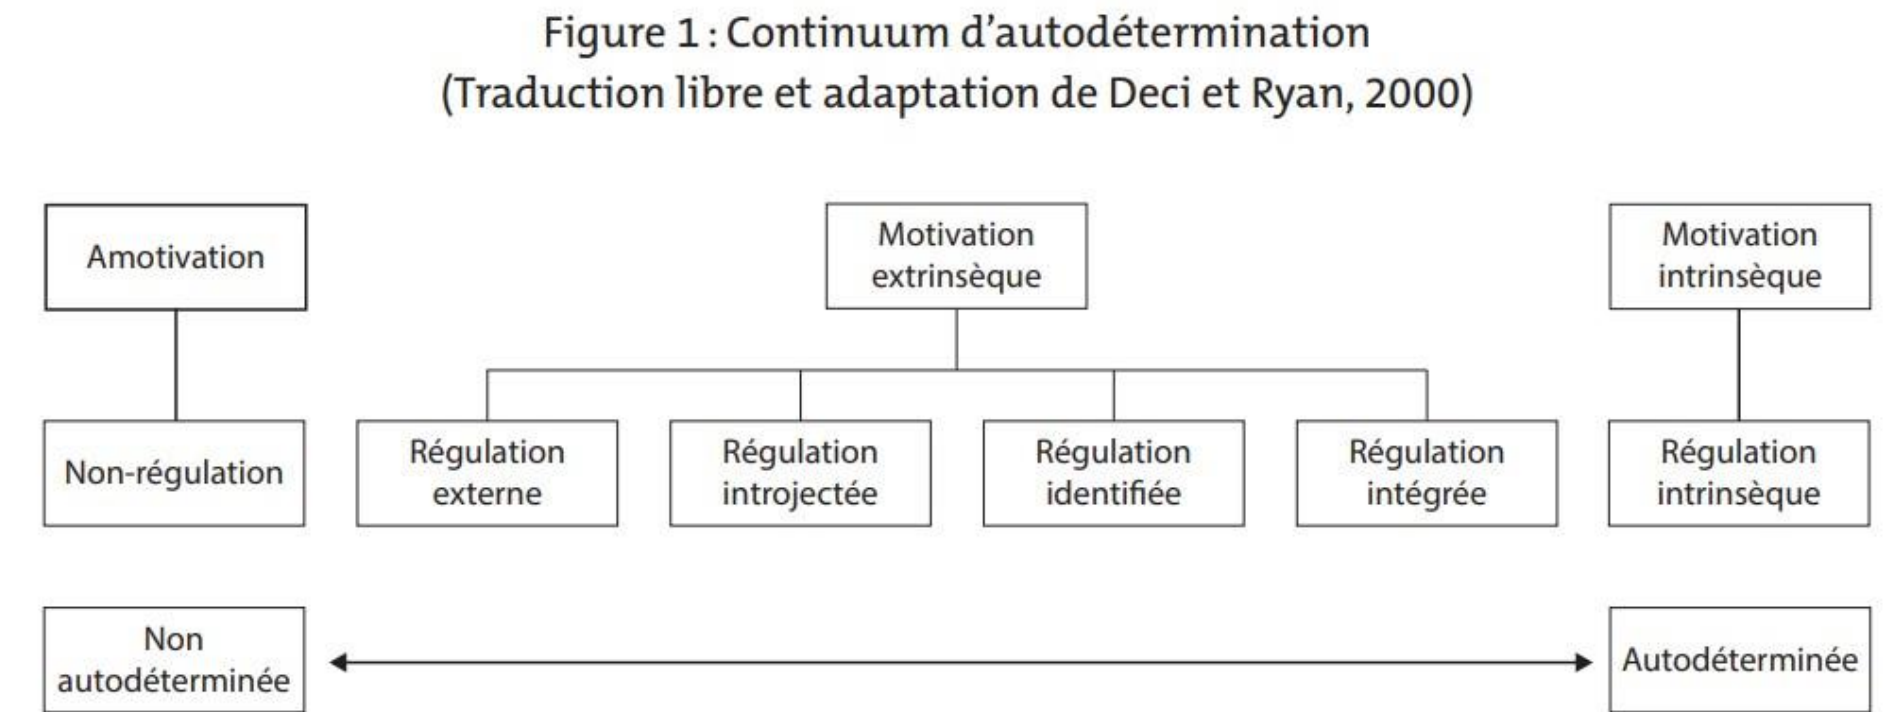 Figure 1 : Continuum d’autodétermination
(Traduction libre et adaptation de Deci et Ryan, 2000)
Amotivation
Motivation
extrinsèque
Motivation
intrinsèque
Non-régulation
Régulation
externe
Régulation
introjectée
Régulation
identifiée
Régulation
intégrée
Régulation
intrinsèque
Non
autodéterminée
Autodéterminée